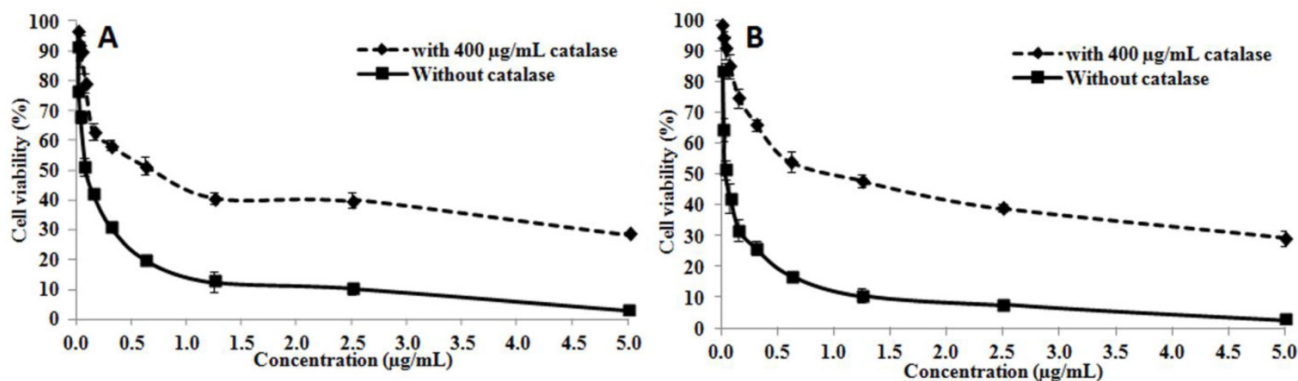 A
with 400 µg/mL catalase
Without catalase
Cell viability (%)
100
90
80
70
60
50
40
30
20
10
0
0.0 0.5 1.0 1.5 2.0 2.5 3.0 3.5 4.0 4.5 5.0
Concentration (µg/mL)
B
with 400 µg/mL catalase
Without catalase
Cell viability (%)
100
90
80
70
60
50
40
30
20
10
0
0.0 0.5 1.0 1.5 2.0 2.5 3.0 3.5 4.0 4.5 5.0
Concentration (µg/mL)